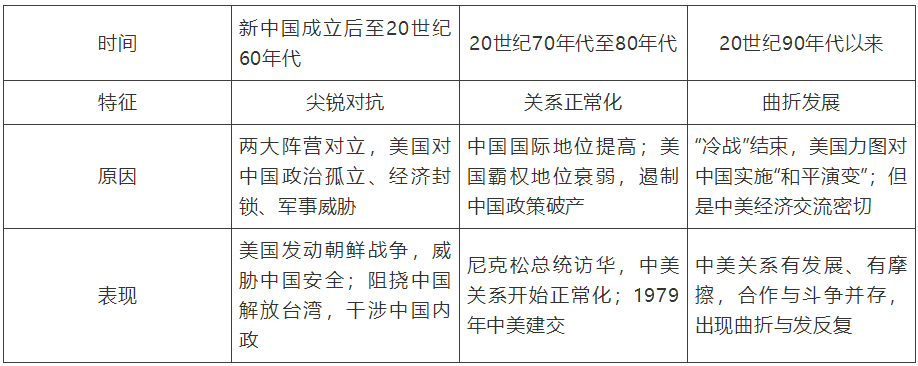 时间
新中国成立后至20世纪
60年代
20世纪70年代至80年代
20世纪90年代以来
特征
尖锐对抗
关系正常化
曲折发展
原因
两大阵营对立，美国对
中国政治孤立、经济封
锁、军事威胁
中国国际地位提高；美
国霸权地位衰弱，遏制
中国政策破产
“冷战”结束，美国力图对
中国实施“和平演变”；但
是中美经济交流密切
表现
美国发动朝鲜战争，威
胁中国安全；阻挠中国
解放台湾，干涉中国内
政
尼克松总统访华，中美
关系开始正常化；1979
年中美建交
中美关系有发展、有摩
擦，合作与斗争并存，
出现曲折与发反复